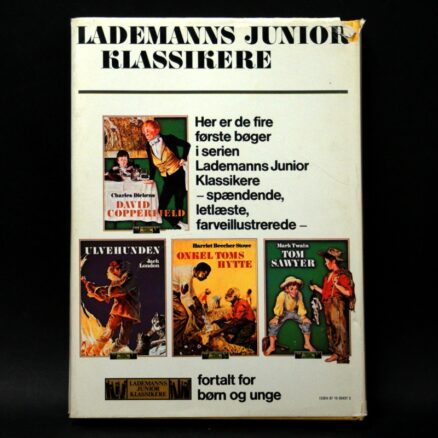 LADEMANNS JUNIOR
KLASSIKERE
Her er de fire
første bøger
i serien
Lademanns Junior
Klassikere
– spændende,
letlæste,
farveillustrerede –
Charles Dickens
DAVID
COPPERFIELD
ULVEHUNDEN
Jack
London
Harriet Beecher Stowe
ONKEL TOMS
HYTTE
Mark Twain
TOM
SAWYER
LADEMANNS
JUNIOR
KLASSIKERE
fortalt for
børn og unge